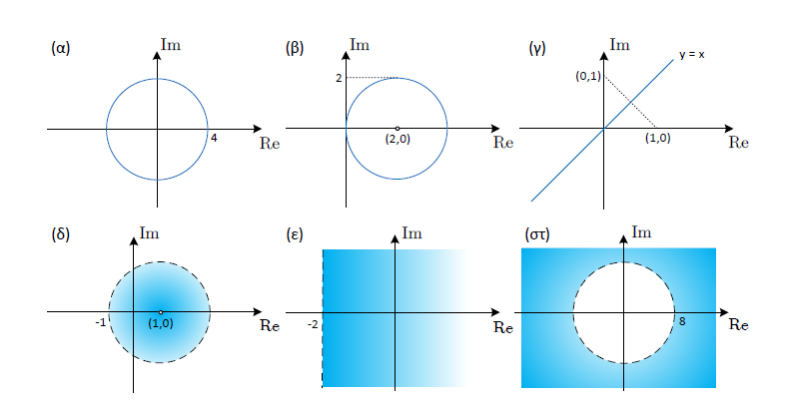 (α)
Im
Re
4
(β)
Im
2
(2,0)
Re
(γ)
Im
y = x
(0,1)
(1,0)
Re
(δ)
Im
-1
(1,0)
Re
(ε)
Im
-2
Re
(στ)
Im
8
Re